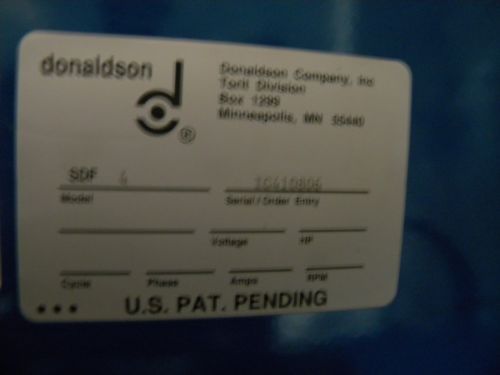 donaldson
Donaldson Company, Inc
Torit Division
Box 1299
Minneapolis, MN 55440
®
SDF 4
Model
Serial / Order Entry
Voltage HP
Cycle Phase Amps RPM
U.S. PAT. PENDING